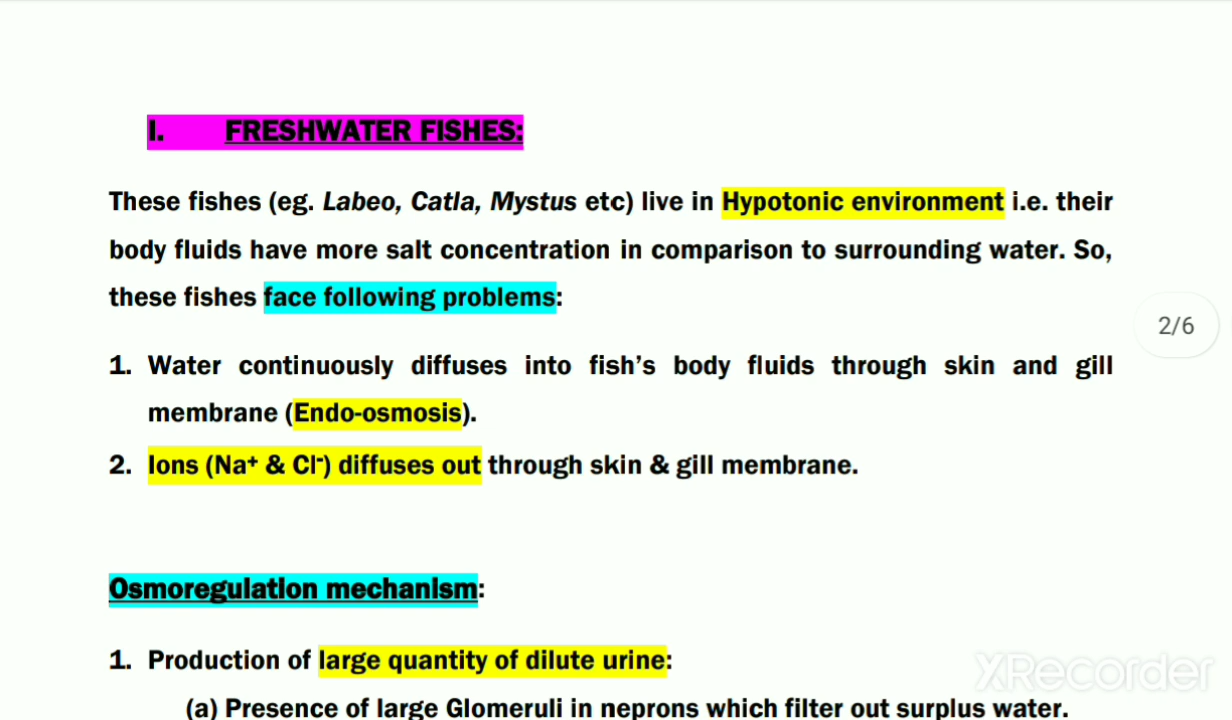 I. FRESHWATER FISHES:
These fishes (eg. Labeo, Catla, Mystus etc) live in Hypotonic environment i.e. their
body fluids have more salt concentration in comparison to surrounding water. So,
these fishes face following problems:
2/6
1. Water continuously diffuses into fish's body fluids through skin and gill
membrane (Endo-osmosis).
2. Ions (Na⁺ & Cl⁻) diffuses out through skin & gill membrane.
Osmoregulation mechanism:
1. Production of large quantity of dilute urine:
XRecorder
(a) Presence of large Glomeruli in neprons which filter out surplus water.